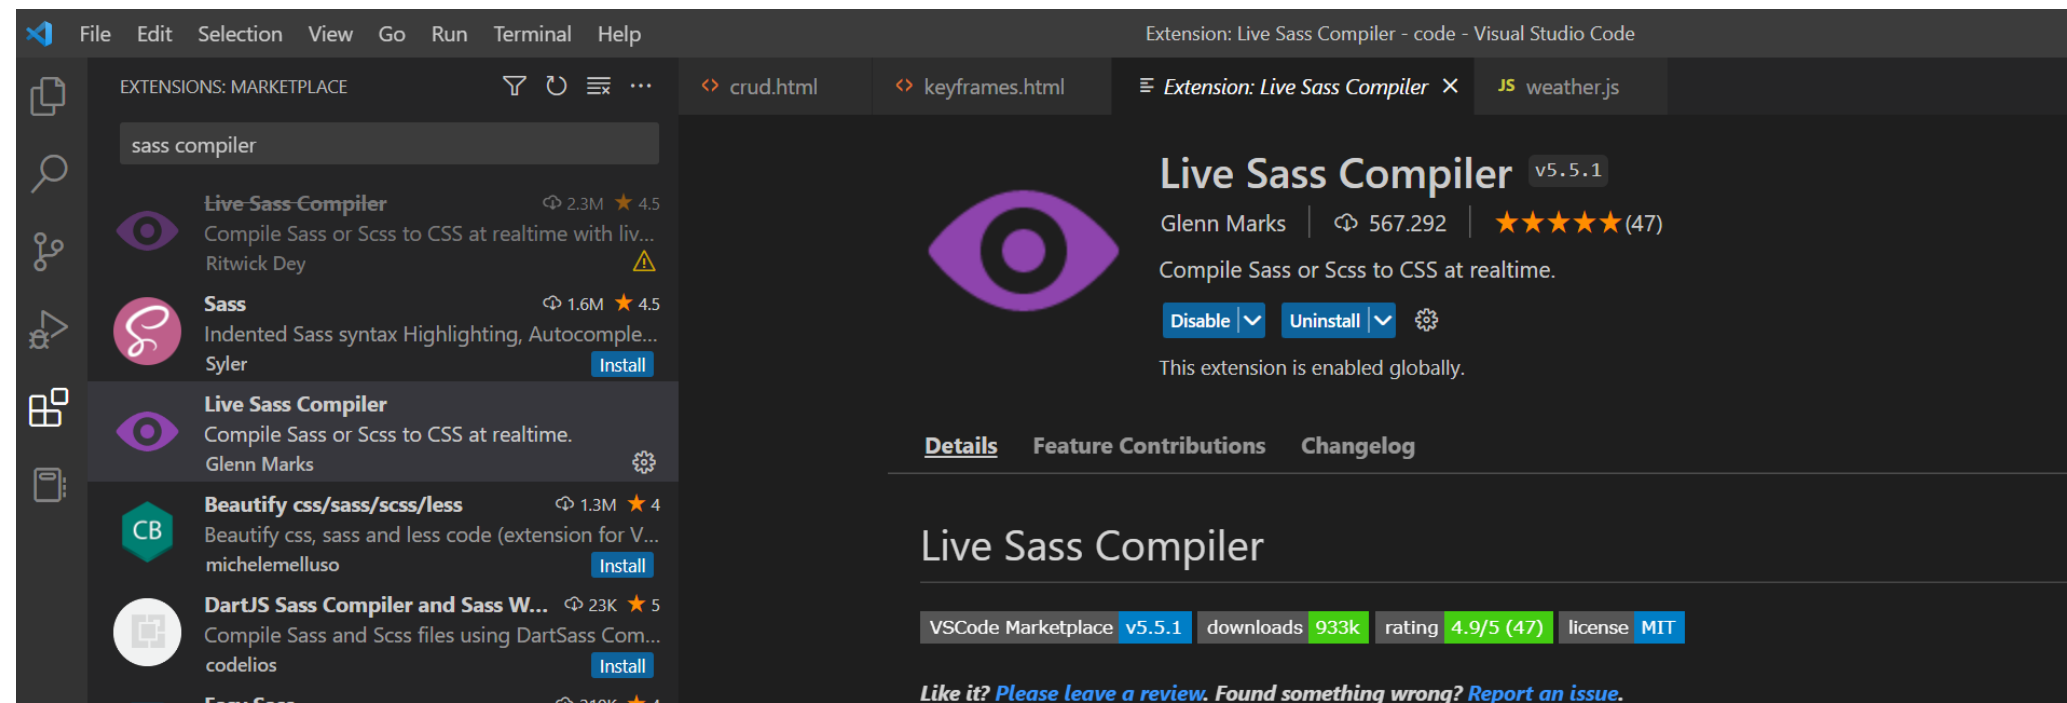 File Edit Selection View Go Run Terminal Help
Extension: Live Sass Compiler - code - Visual Studio Code
EXTENSIONS: MARKETPLACE
sass compiler
Live Sass Compiler 2.3M ★ 4.5
Compile Sass or Scss to CSS at realtime with liv...
Ritwick Dey
Sass 1.6M ★ 4.5
Indented Sass syntax Highlighting, Autocomple...
Syler Install
Live Sass Compiler
Compile Sass or Scss to CSS at realtime.
Glenn Marks
CB
Beautify css/sass/scss/less 1.3M ★ 4
Beautify css, sass and less code (extension for V...
michelemelluso Install
DartJS Sass Compiler and Sass W... 23K ★ 5
Compile Sass and Scss files using DartSass Com...
codelios Install
crud.html keyframes.html Extension: Live Sass Compiler JS weather.js
Live Sass Compiler v5.5.1
Glenn Marks 567.292 ★★★★★(47)
Compile Sass or Scss to CSS at realtime.
Disable Uninstall
This extension is enabled globally.
Details Feature Contributions Changelog
Live Sass Compiler
VSCode Marketplace v5.5.1 downloads 933k rating 4.9/5 (47) license MIT
Like it? Please leave a review. Found something wrong? Report an issue.